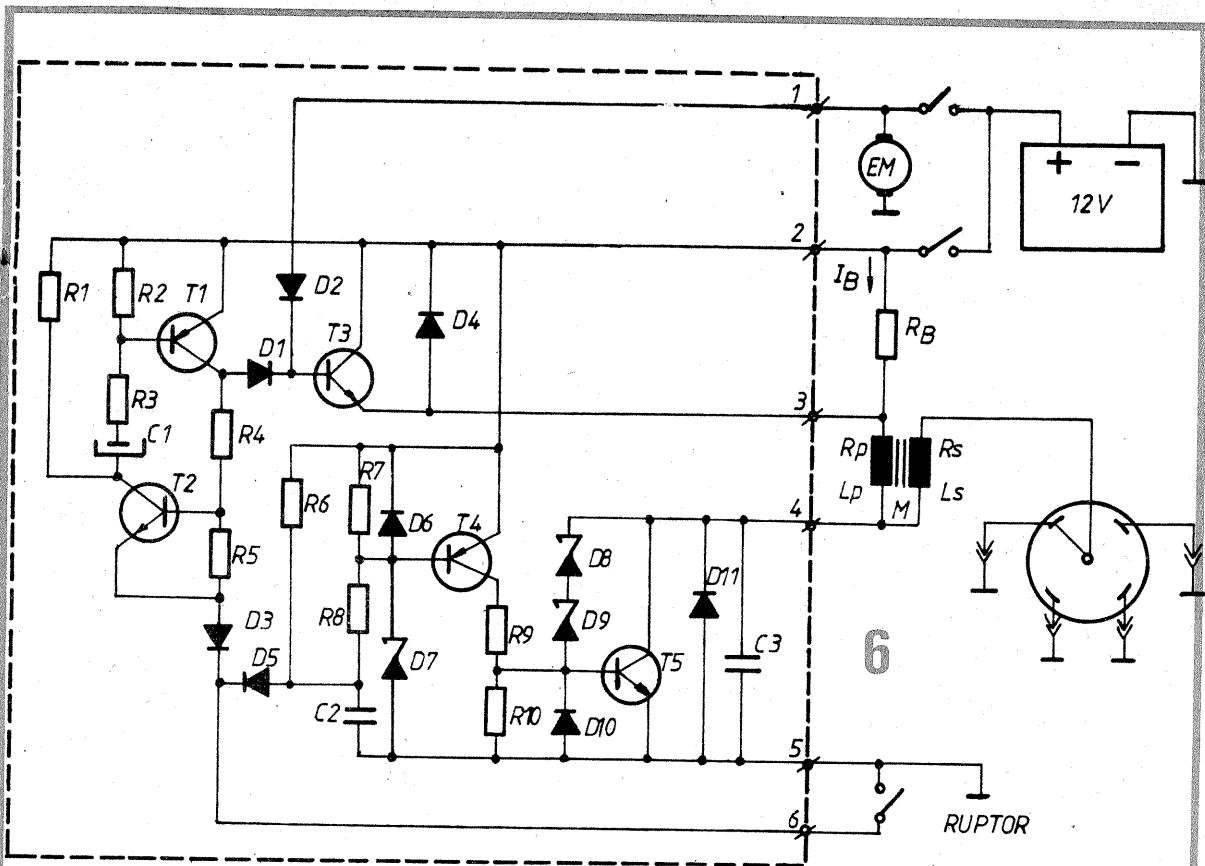 1
EM
+ −
12V
2
I_B
R_B
R1
R2
T1
D2
D4
T3
D1
R3
C1
R4
3
Rp
Rs
Lp
M
Ls
T2
R7
R6
D6
T4
4
D8
D11
R5
R8
D9
R9
D3
D7
T5
C3
6
D5
C2
R10
D10
5
6
RUPTOR